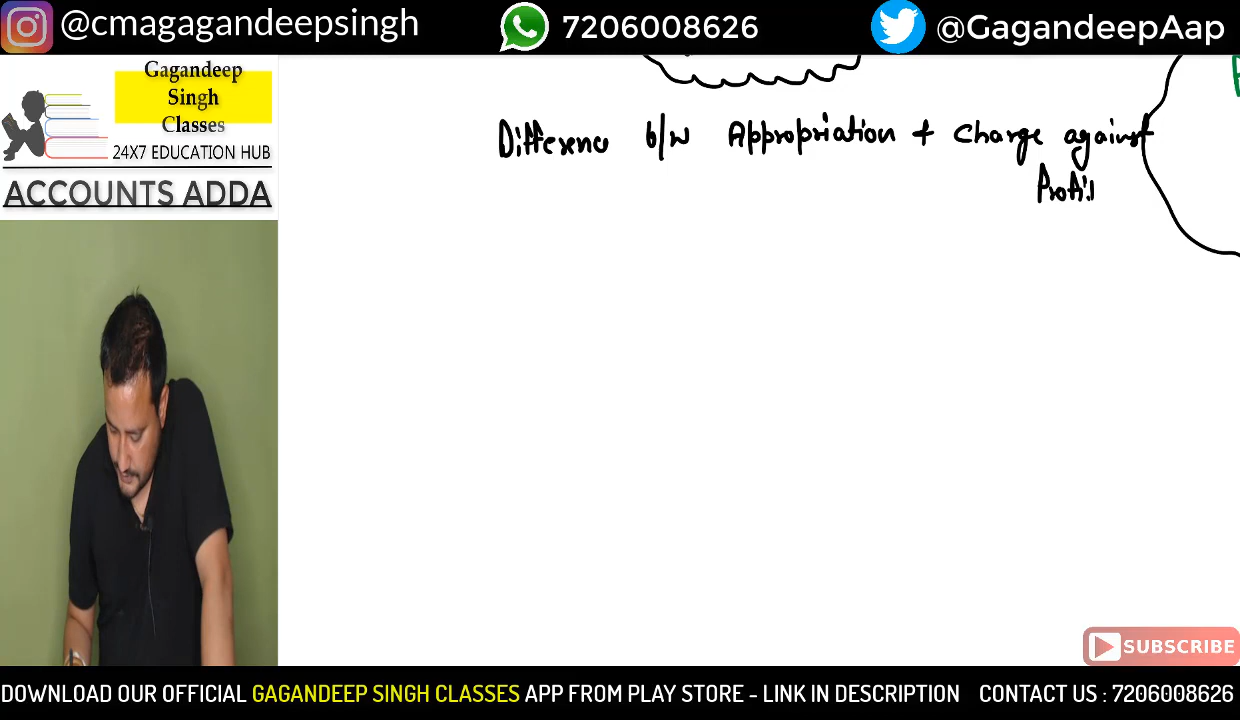 @cmagagandeepsingh
7206008626
@GagandeepAap
Gagandeep
Singh
Classes
24X7 EDUCATION HUB
ACCOUNTS ADDA
Difference b/w Appropriation + Charge against
Profit
SUBSCRIBE
DOWNLOAD OUR OFFICIAL GAGANDEEP SINGH CLASSES APP FROM PLAY STORE - LINK IN DESCRIPTION CONTACT US : 7206008626